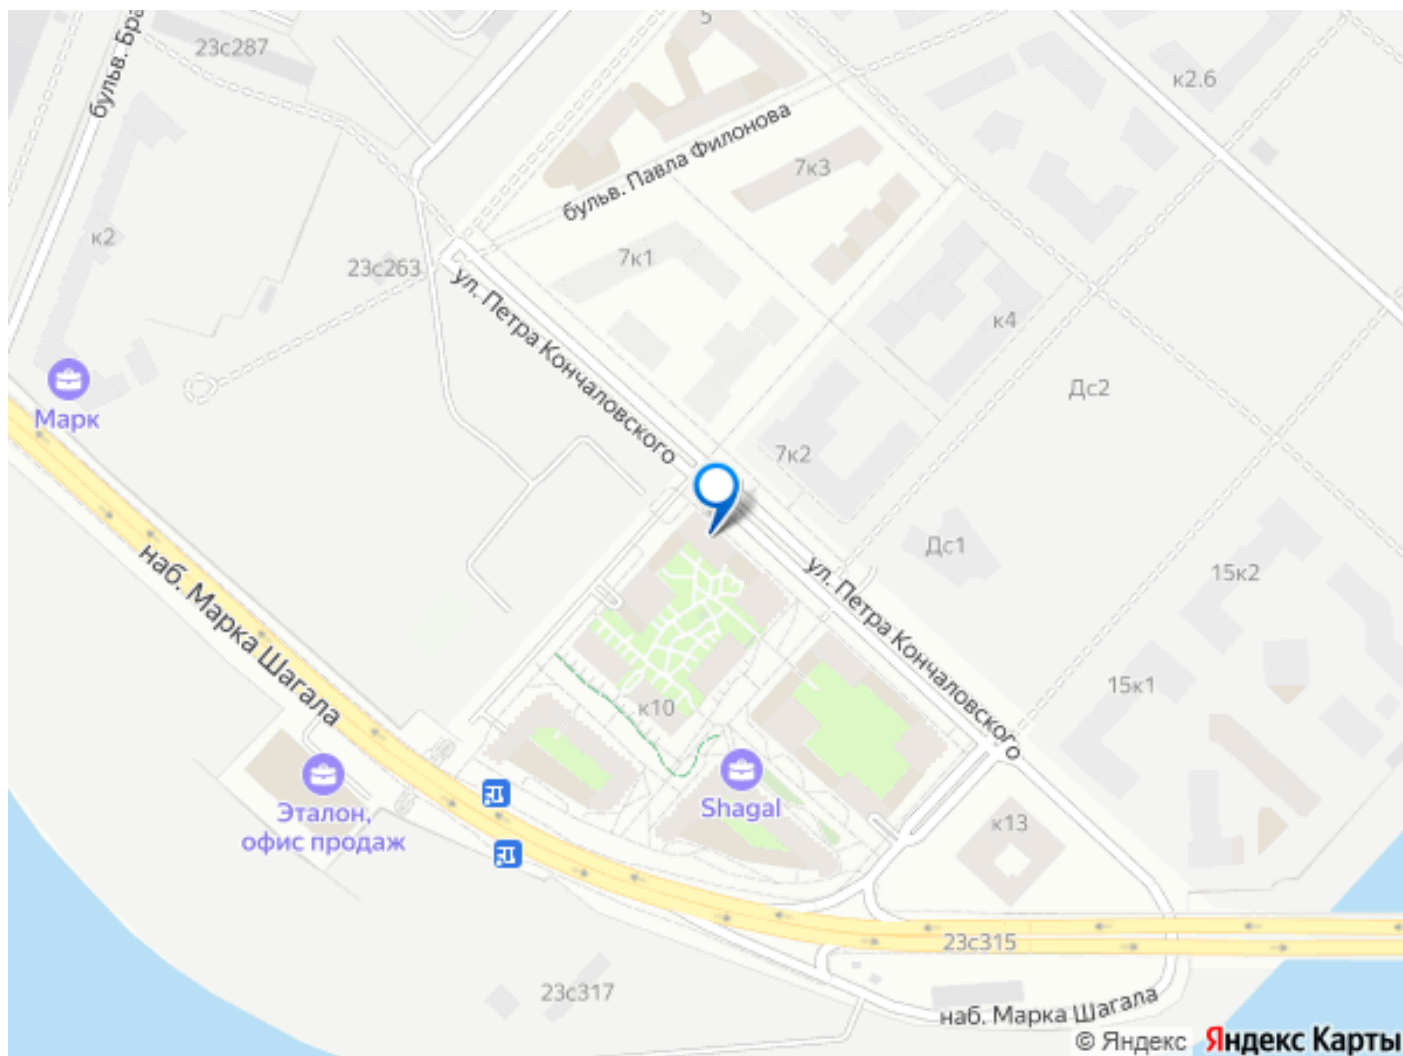 5
23с287
бульв. Бра
к2.6
бульв. Павла Филонова
7к3
к2
7к1
23с263
ул. Петра Кончаловского
к4
Марк
Дс2
7к2
Дс1
ул. Петра Кончаловского
15к2
наб. Марка Шагала
15к1
к10
Shagal
Эталон,
офис продаж
к13
23с315
23с317
наб. Марка Шагала
© Яндекс Яндекс Карты